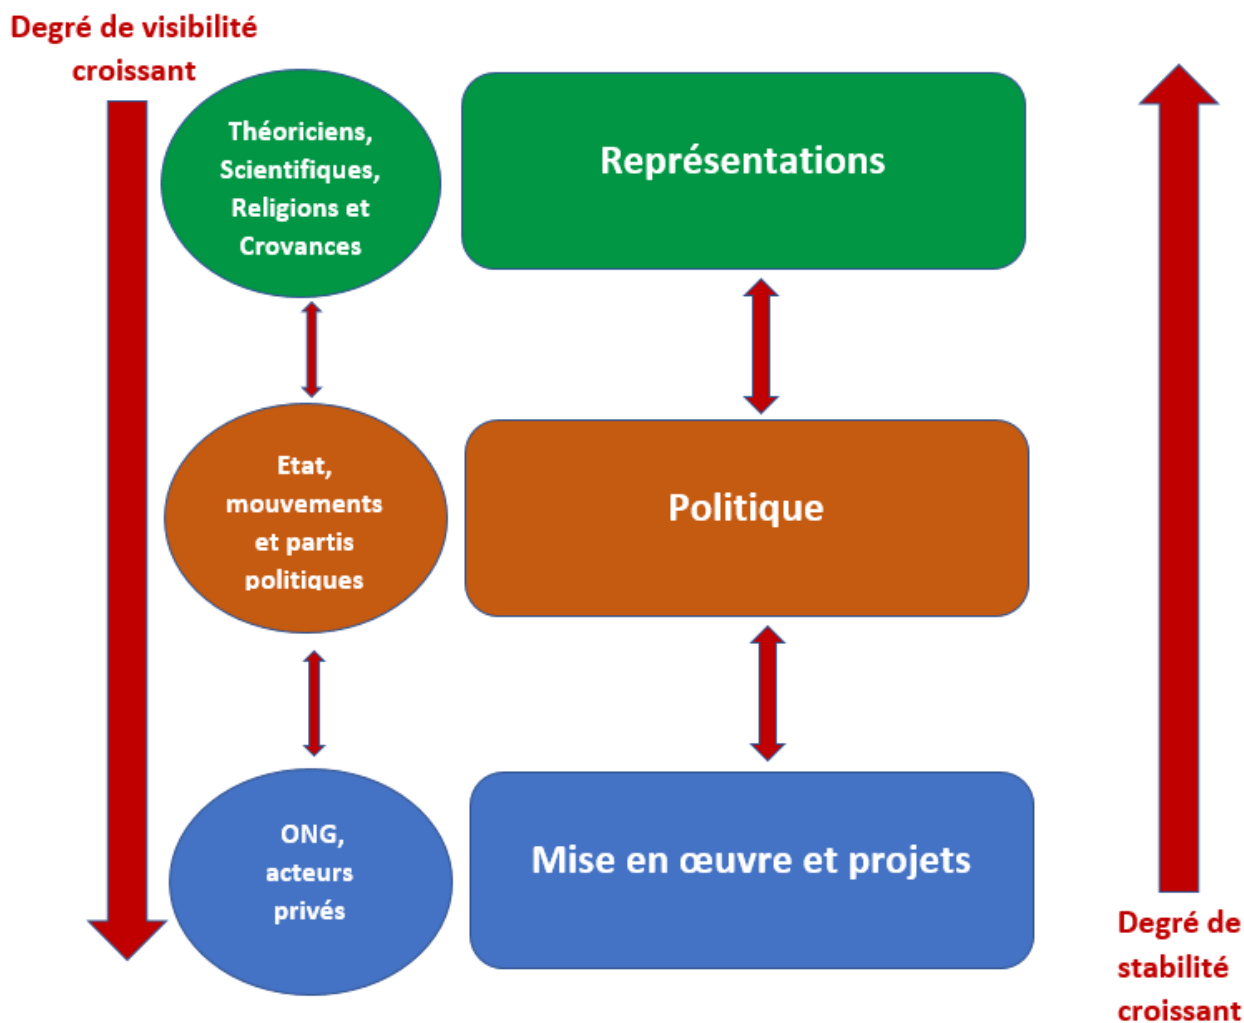 Degré de visibilité
croissant
Théoriciens,
Scientifiques,
Religions et
Croyances
Représentations
Etat,
mouvements
et partis
politiques
Politique
ONG,
acteurs
privés
Mise en œuvre et projets
Degré de
stabilité
croissant